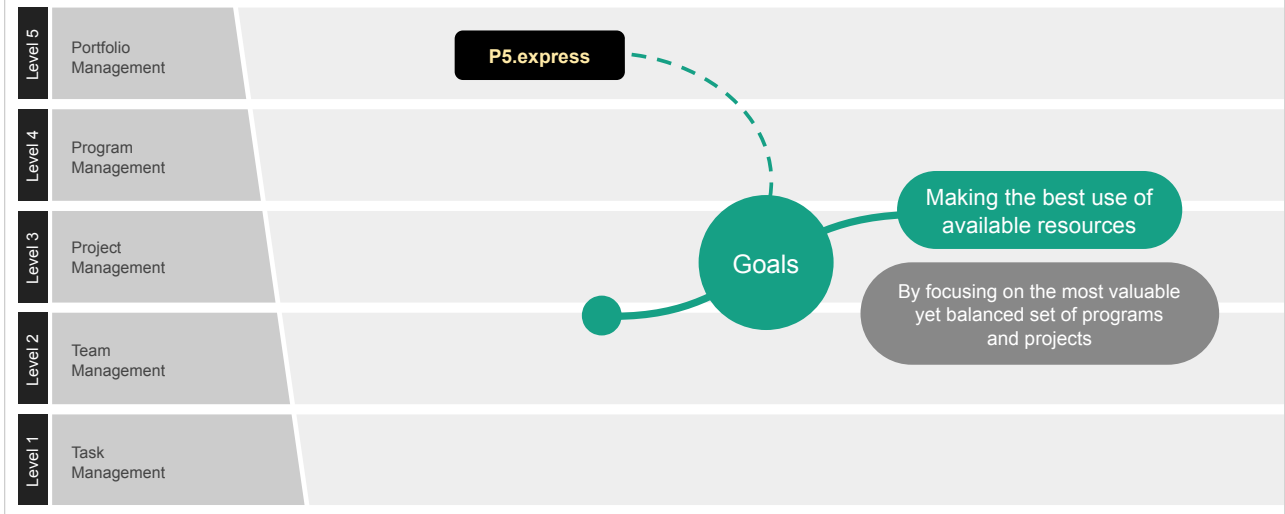 Level 5
Portfolio
Management
P5.express
Level 4
Program
Management
Making the best use of
available resources
Level 3
Project
Management
Goals
By focusing on the most valuable
yet balanced set of programs
and projects
Level 2
Team
Management
Level 1
Task
Management